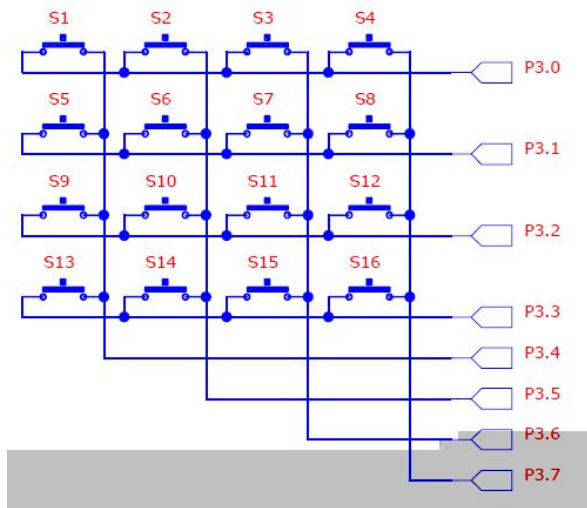 S1 S2 S3 S4
P3.0
S5 S6 S7 S8
P3.1
S9 S10 S11 S12
P3.2
S13 S14 S15 S16
P3.3
P3.4
P3.5
P3.6
P3.7